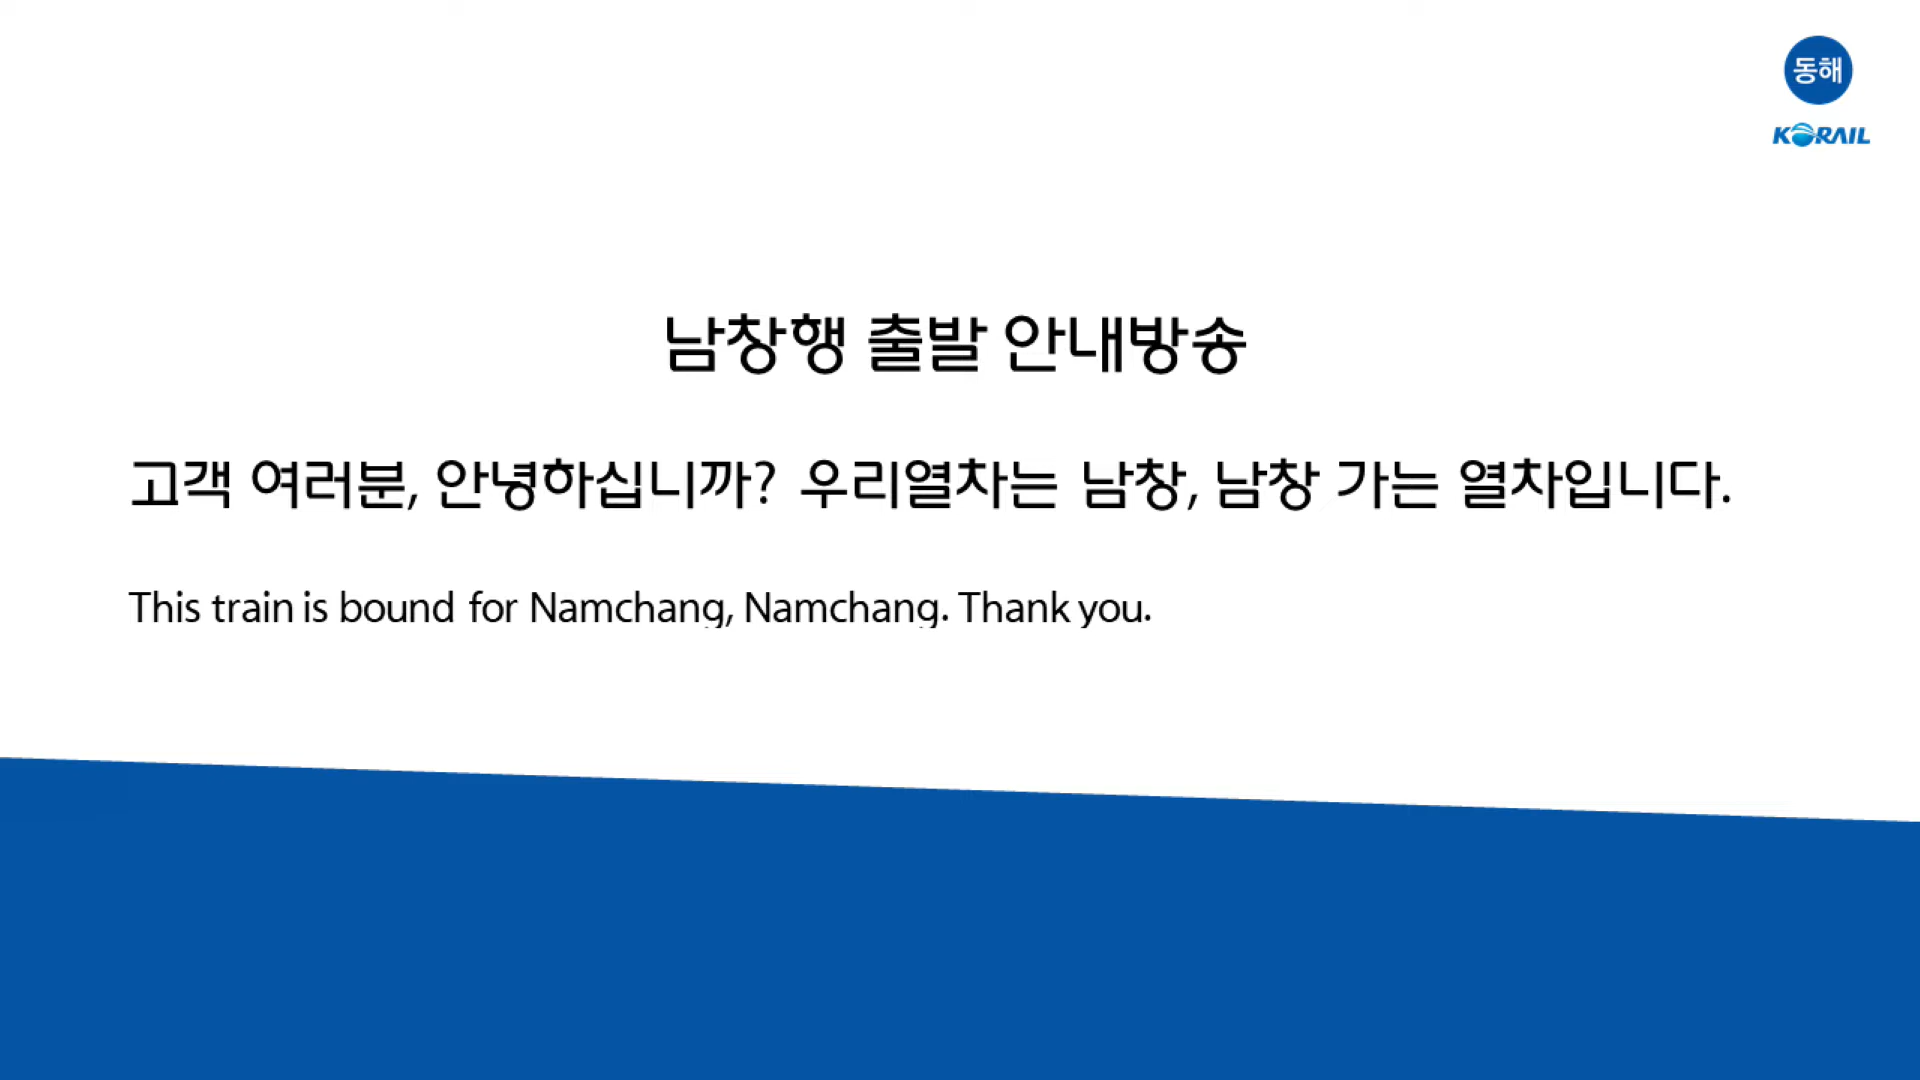 동해
KORAIL
남창행 출발 안내방송
고객 여러분, 안녕하십니까? 우리열차는 남창, 남창 가는 열차입니다.
This train is bound for Namchang, Namchang. Thank you.